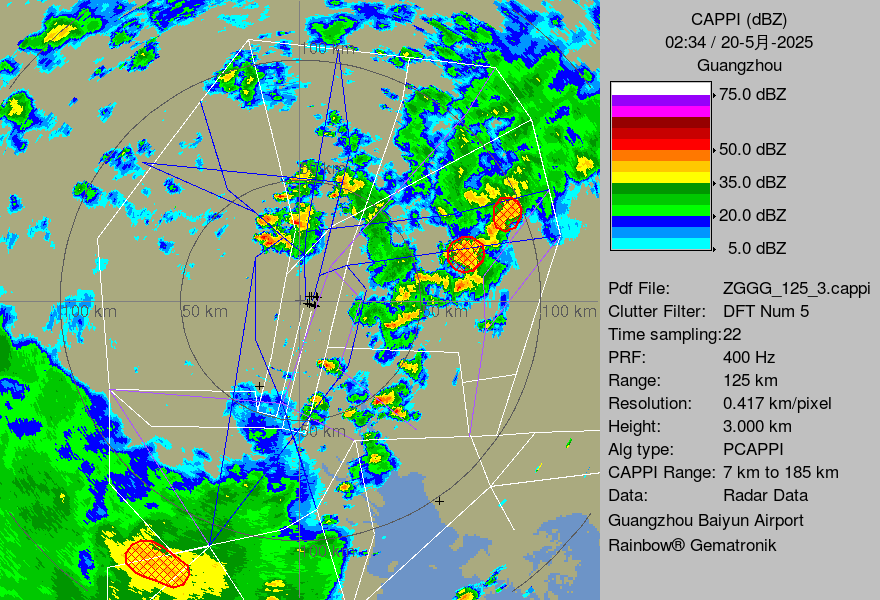 CAPPI (dBZ)
02:34 / 20-5月-2025
Guangzhou
75.0 dBZ
50.0 dBZ
35.0 dBZ
20.0 dBZ
5.0 dBZ
Pdf File: ZGGG_125_3.cappi
Clutter Filter: DFT Num 5
Time sampling:22
PRF: 400 Hz
Range: 125 km
Resolution: 0.417 km/pixel
Height: 3.000 km
Alg type: PCAPPI
CAPPI Range: 7 km to 185 km
Data: Radar Data
Guangzhou Baiyun Airport
Rainbow® Gematronik
100 km
100 km
50 km
100 km
50 km
100 km